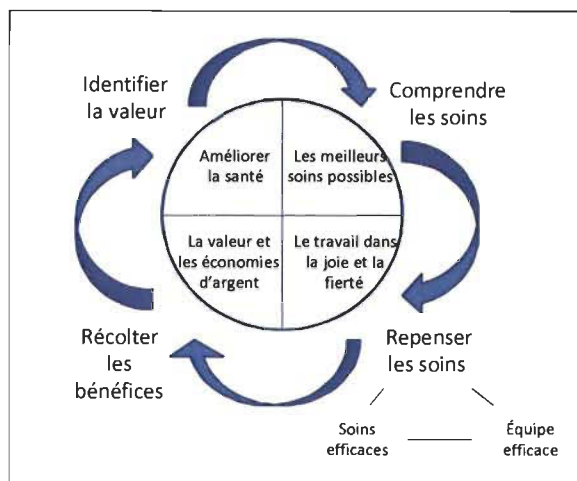 Identifier
la valeur
Comprendre
les soins
Améliorer
la santé
Les meilleurs
soins possibles
La valeur et
les économies
d'argent
Le travail dans
la joie et la
fierté
Récolter
les
bénéfices
Repenser
les soins
Soins
efficaces
Équipe
efficace